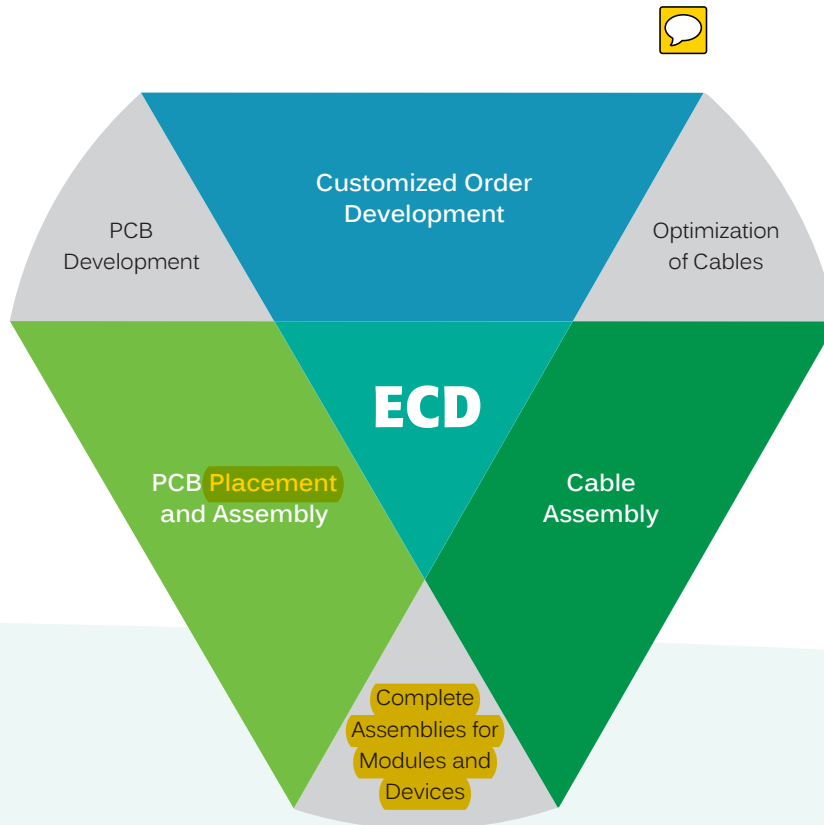 Customized Order
Development
PCB
Development
Optimization
of Cables
ECD
PCB Placement
and Assembly
Cable
Assembly
Complete
Assemblies for
Modules and
Devices